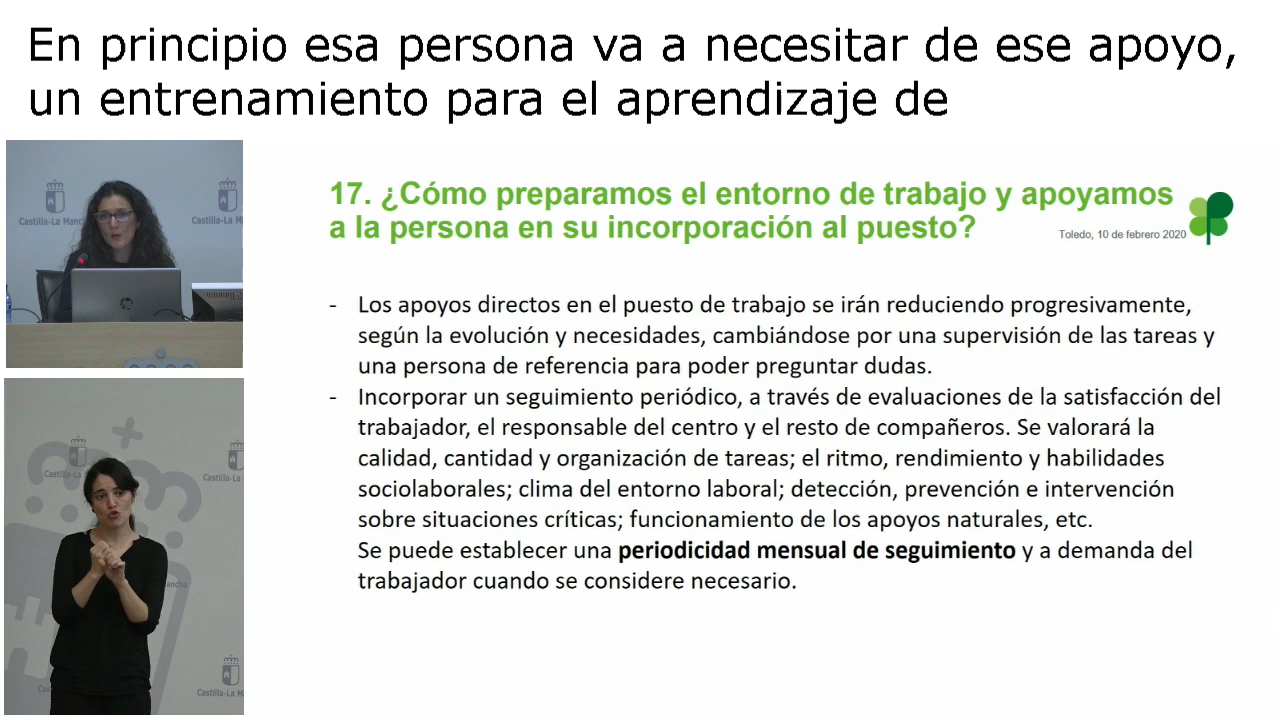 En principio esa persona va a necesitar de ese apoyo,
un entrenamiento para el aprendizaje de
Castilla-La Manc
Castilla-La M
17. ¿Cómo preparamos el entorno de trabajo y apoyamos
a la persona en su incorporación al puesto?
Toledo, 10 de febrero 2020
- Los apoyos directos en el puesto de trabajo se irán reduciendo progresivamente,
según la evolución y necesidades, cambiándose por una supervisión de las tareas y
una persona de referencia para poder preguntar dudas.
- Incorporar un seguimiento periódico, a través de evaluaciones de la satisfacción del
trabajador, el responsable del centro y el resto de compañeros. Se valorará la
calidad, cantidad y organización de tareas; el ritmo, rendimiento y habilidades
sociolaborales; clima del entorno laboral; detección, prevención e intervención
sobre situaciones críticas; funcionamiento de los apoyos naturales, etc.
Se puede establecer una periodicidad mensual de seguimiento y a demanda del
trabajador cuando se considere necesario.
Castilla-La
Castilla-L
ancha
Castilla-La M